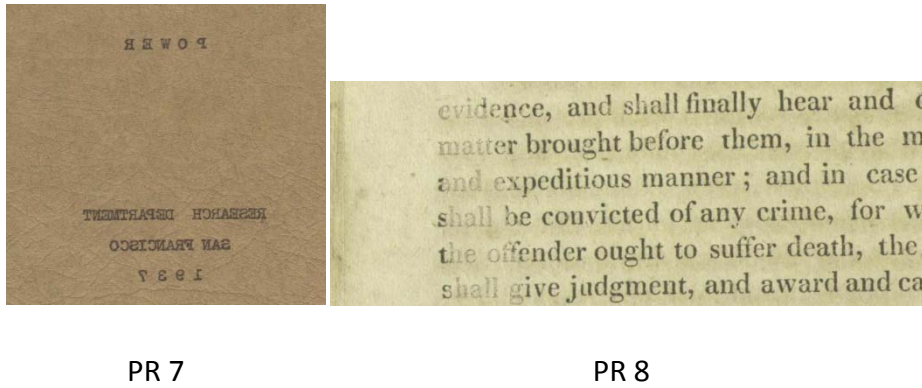 POWER
RESEARCH DEPARTMENT
SAN FRANCISCO
1937
evidence, and shall finally hear and
matter brought before them, in the m
and expeditious manner; and in case
shall be convicted of any crime, for w
the offender ought to suffer death, the
shall give judgment, and award and ca
PR 7
PR 8